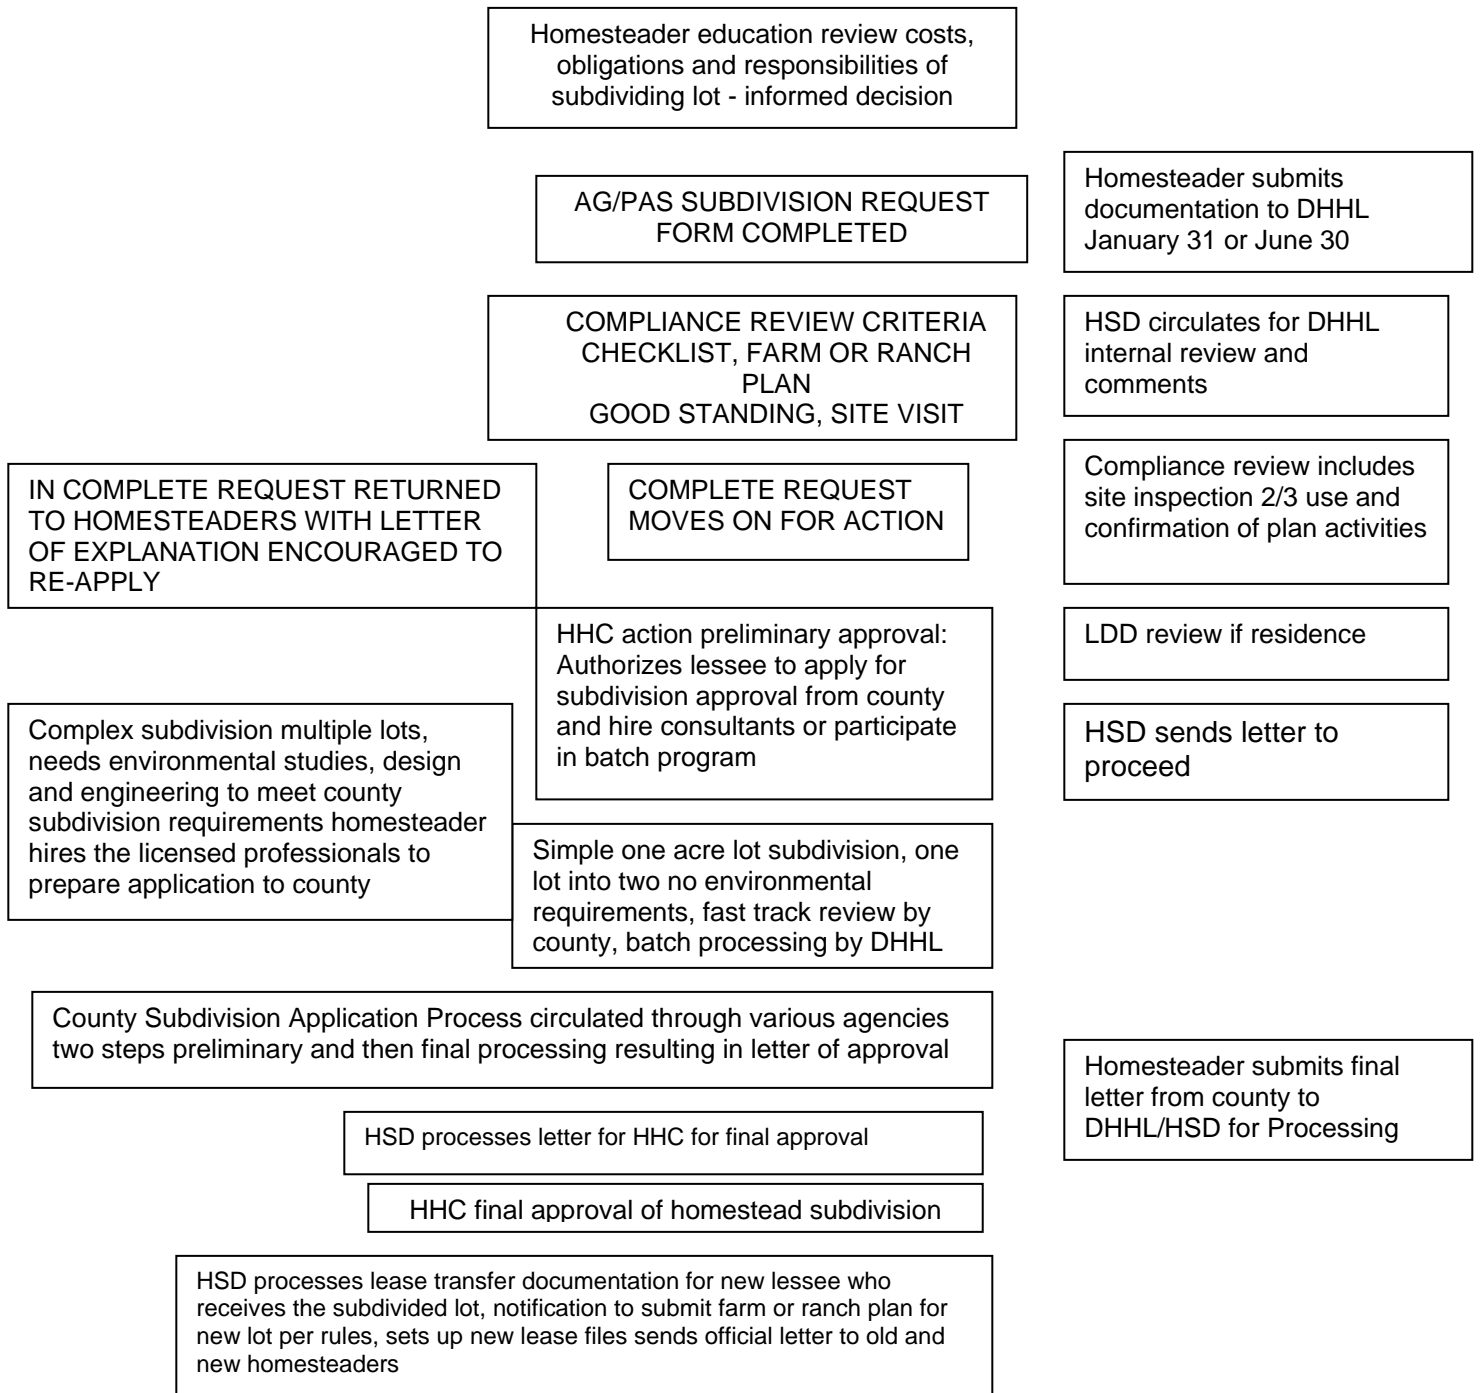 Homesteader education review costs,
obligations and responsibilities of
subdividing lot - informed decision
AG/PAS SUBDIVISION REQUEST
FORM COMPLETED
Homesteader submits
documentation to DHHL
January 31 or June 30
COMPLIANCE REVIEW CRITERIA
CHECKLIST, FARM OR RANCH
PLAN
GOOD STANDING, SITE VISIT
HSD circulates for DHHL
internal review and
comments
IN COMPLETE REQUEST RETURNED
TO HOMESTEADERS WITH LETTER
OF EXPLANATION ENCOURAGED TO
RE-APPLY
COMPLETE REQUEST
MOVES ON FOR ACTION
Compliance review includes
site inspection 2/3 use and
confirmation of plan activities
HHC action preliminary approval:
Authorizes lessee to apply for
subdivision approval from county
and hire consultants or participate
in batch program
LDD review if residence
Complex subdivision multiple lots,
needs environmental studies, design
and engineering to meet county
subdivision requirements homesteader
hires the licensed professionals to
prepare application to county
HSD sends letter to
proceed
Simple one acre lot subdivision, one
lot into two no environmental
requirements, fast track review by
county, batch processing by DHHL
County Subdivision Application Process circulated through various agencies
two steps preliminary and then final processing resulting in letter of approval
Homesteader submits final
letter from county to
DHHL/HSD for Processing
HSD processes letter for HHC for final approval
HHC final approval of homestead subdivision
HSD processes lease transfer documentation for new lessee who
receives the subdivided lot, notification to submit farm or ranch plan for
new lot per rules, sets up new lease files sends official letter to old and
new homesteaders